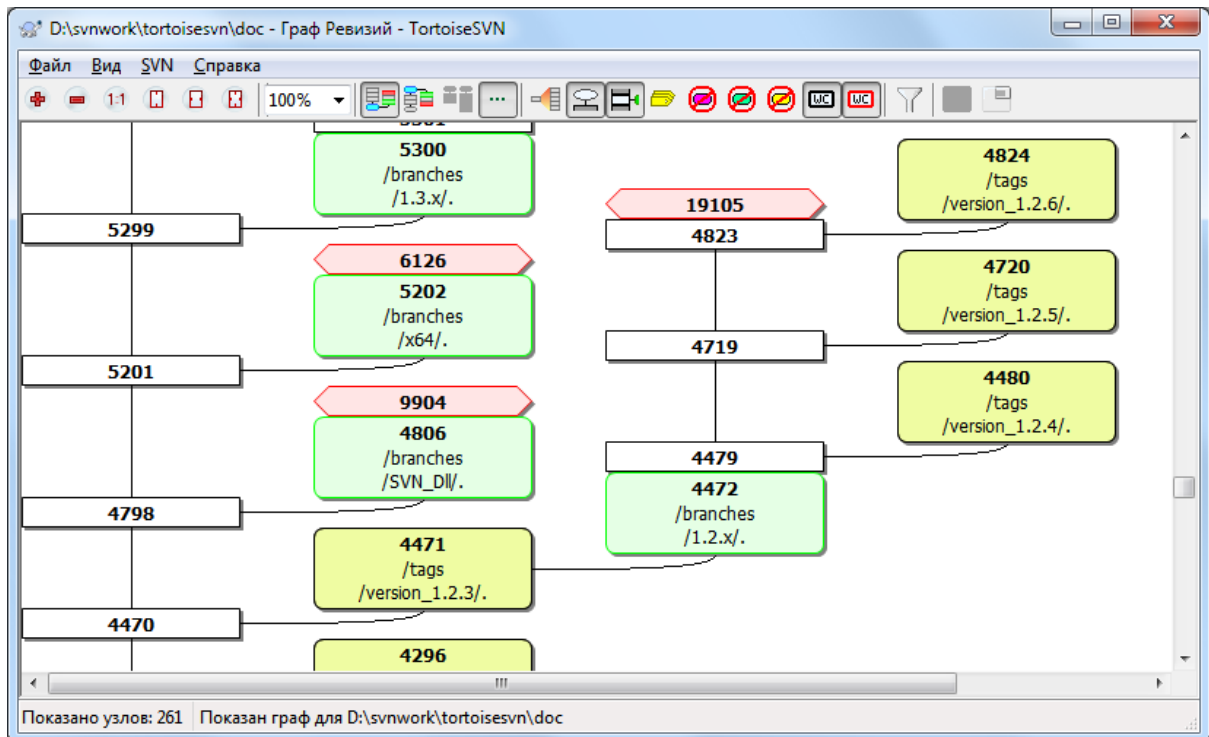 D:\svnwork\tortoisesvn\doc - Граф Ревизий - TortoiseSVN
Файл Вид SVN Справка
1:1 100% WC WC
5300
/branches
/1.3.x/.
5299
6126
5202
/branches
/x64/.
5201
9904
4806
/branches
/SVN_Dll/.
4798
4471
/tags
/version_1.2.3/.
4470
4296
19105
4823
4719
4479
4472
/branches
/1.2.x/.
4824
/tags
/version_1.2.6/.
4720
/tags
/version_1.2.5/.
4480
/tags
/version_1.2.4/.
Показано узлов: 261 Показан граф для D:\svnwork\tortoisesvn\doc